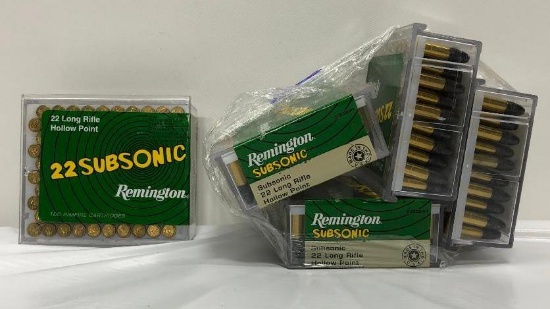 22 Long Rifle
Hollow Point
22 SUBSONIC
Remington
100 RIMFIRE CARTRIDGES
Remington
SUBSONIC
Subsonic
22 Long Rifle
Hollow Point
Remington
SUBSONIC
Subsonic
22 Long Rifle
Hollow Point